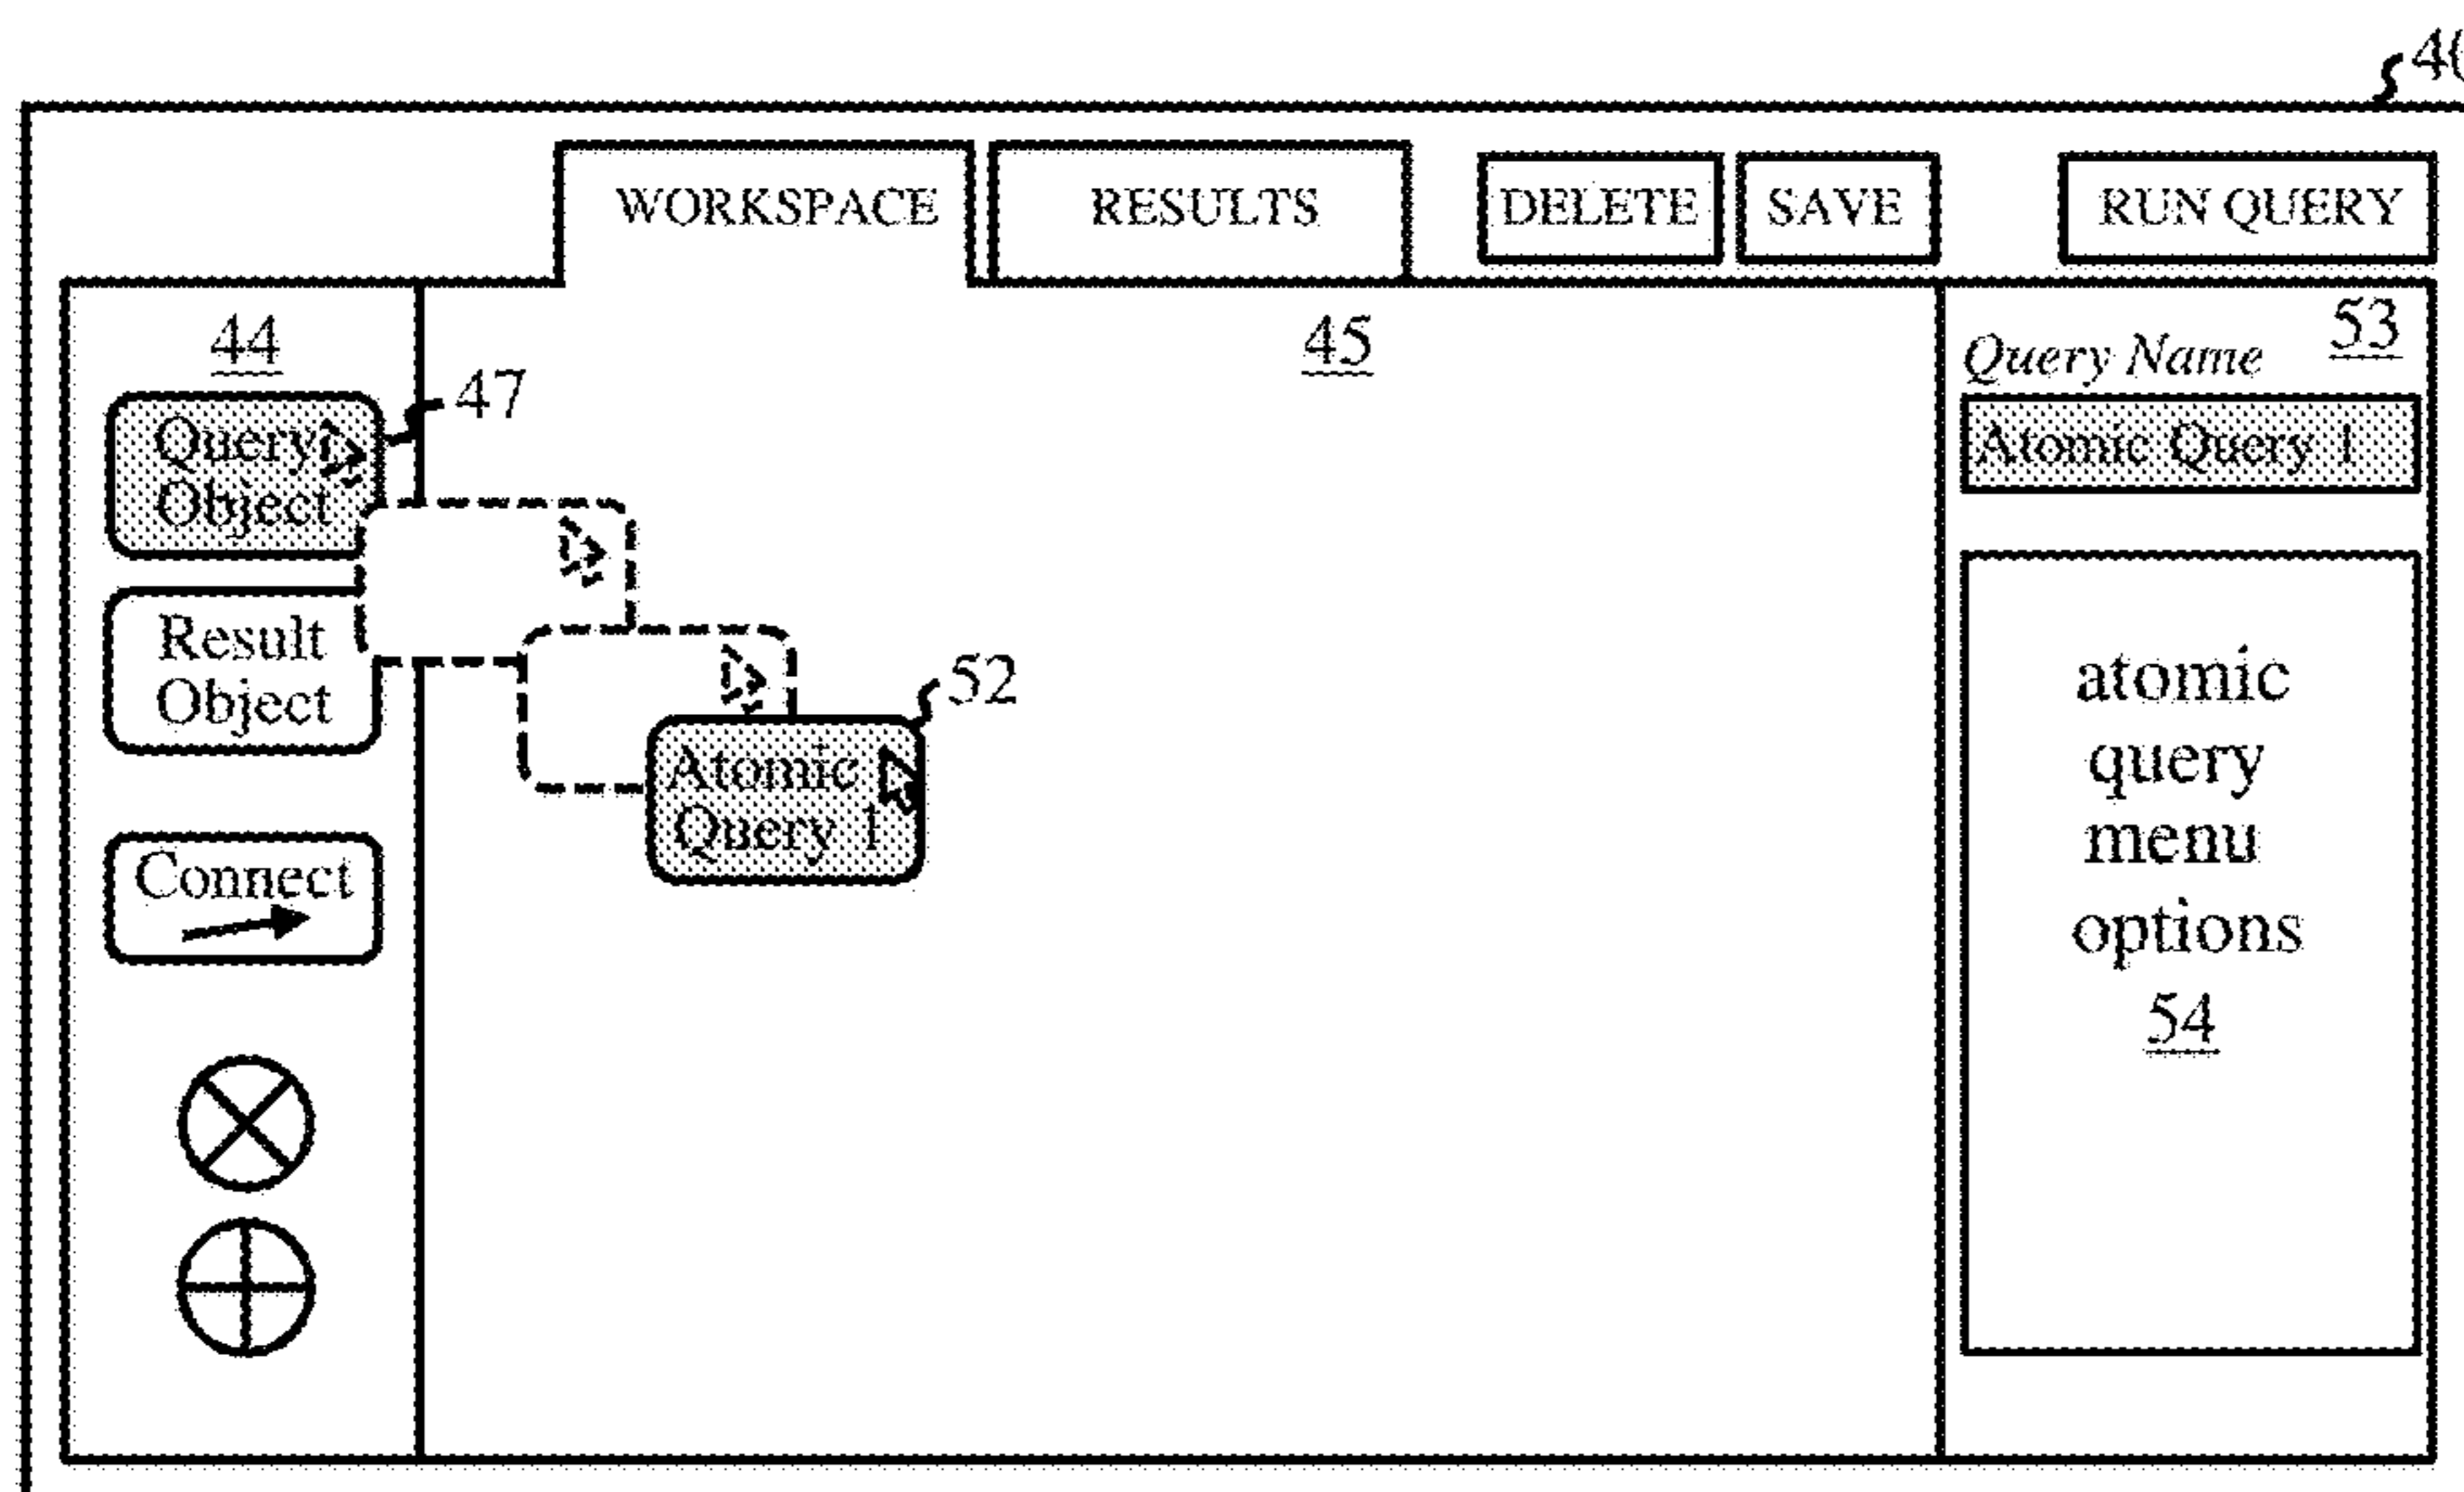 40
WORKSPACE
RESULTS
DELETE
SAVE
RUN QUERY
44
47
Query
Object
Result
Object
Connect
45
52
Atomic
Query 1
53
Query Name
Atomic Query 1
atomic
query
menu
options
54